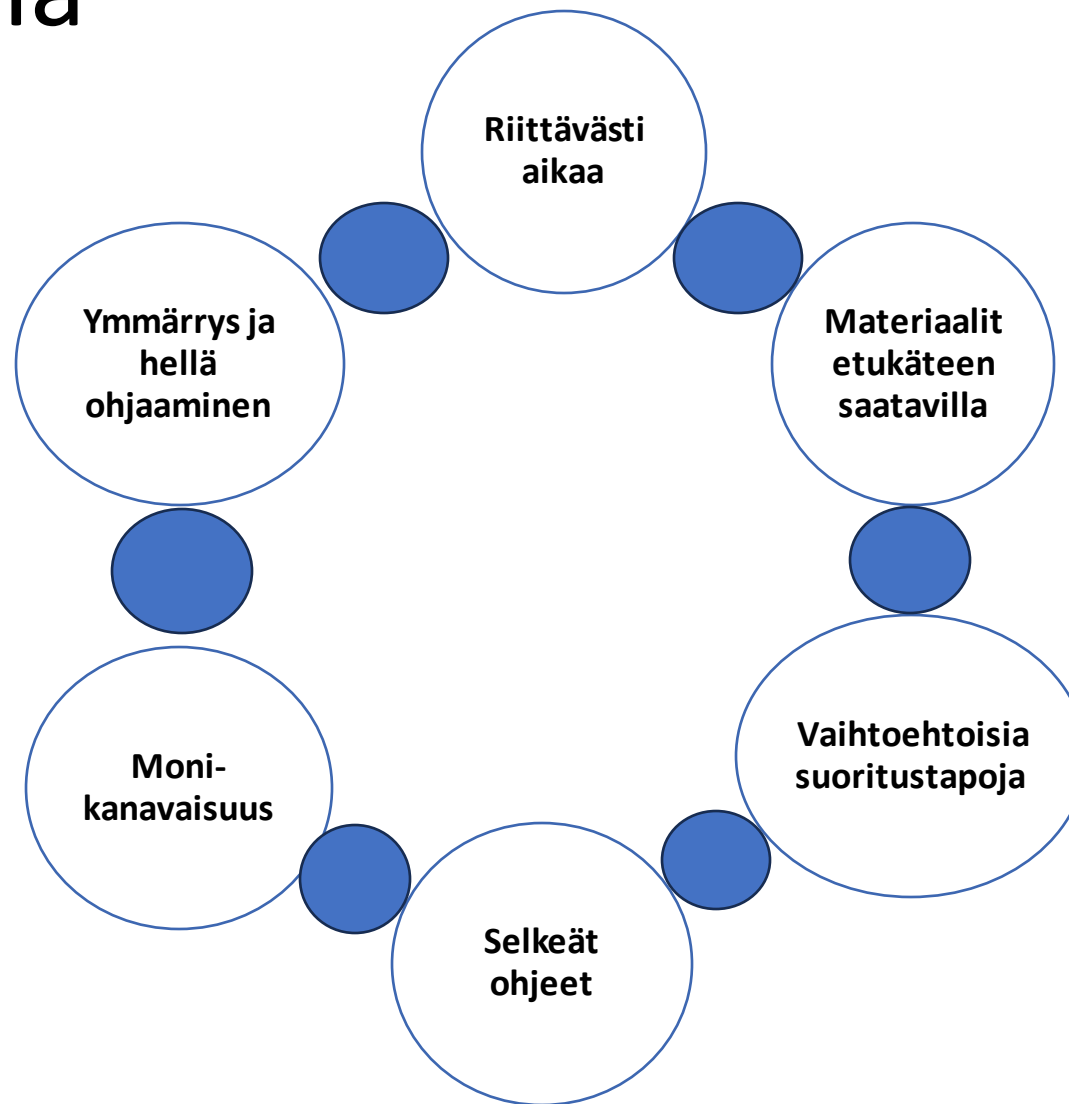 Riittävästi
aikaa
Ymmärrys ja
hellä
ohjaaminen
Materiaalit
etukäteen
saatavilla
Vaihtoehtoisia
suoritustapoja
Moni-
kanavaisuus
Selkeät
ohjeet